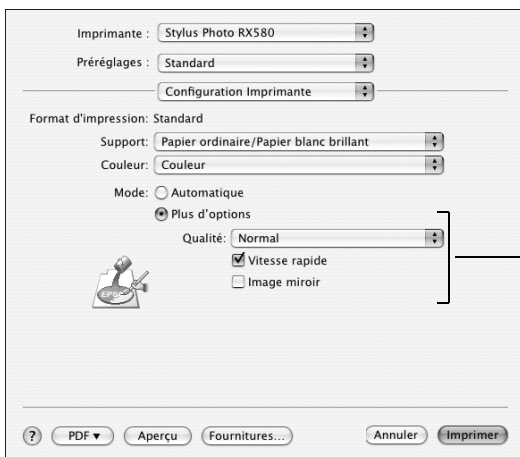 Imprimante : Stylus Photo RX580
Préréglages : Standard
Configuration Imprimante
Format d'impression: Standard
Support: Papier ordinaire/Papier blanc brillant
Couleur: Couleur
Mode: Automatique
Plus d'options
Qualité: Normal
Vitesse rapide
Image miroir
EPSON
? PDF Aperçu Fournitures... Annuler Imprimer